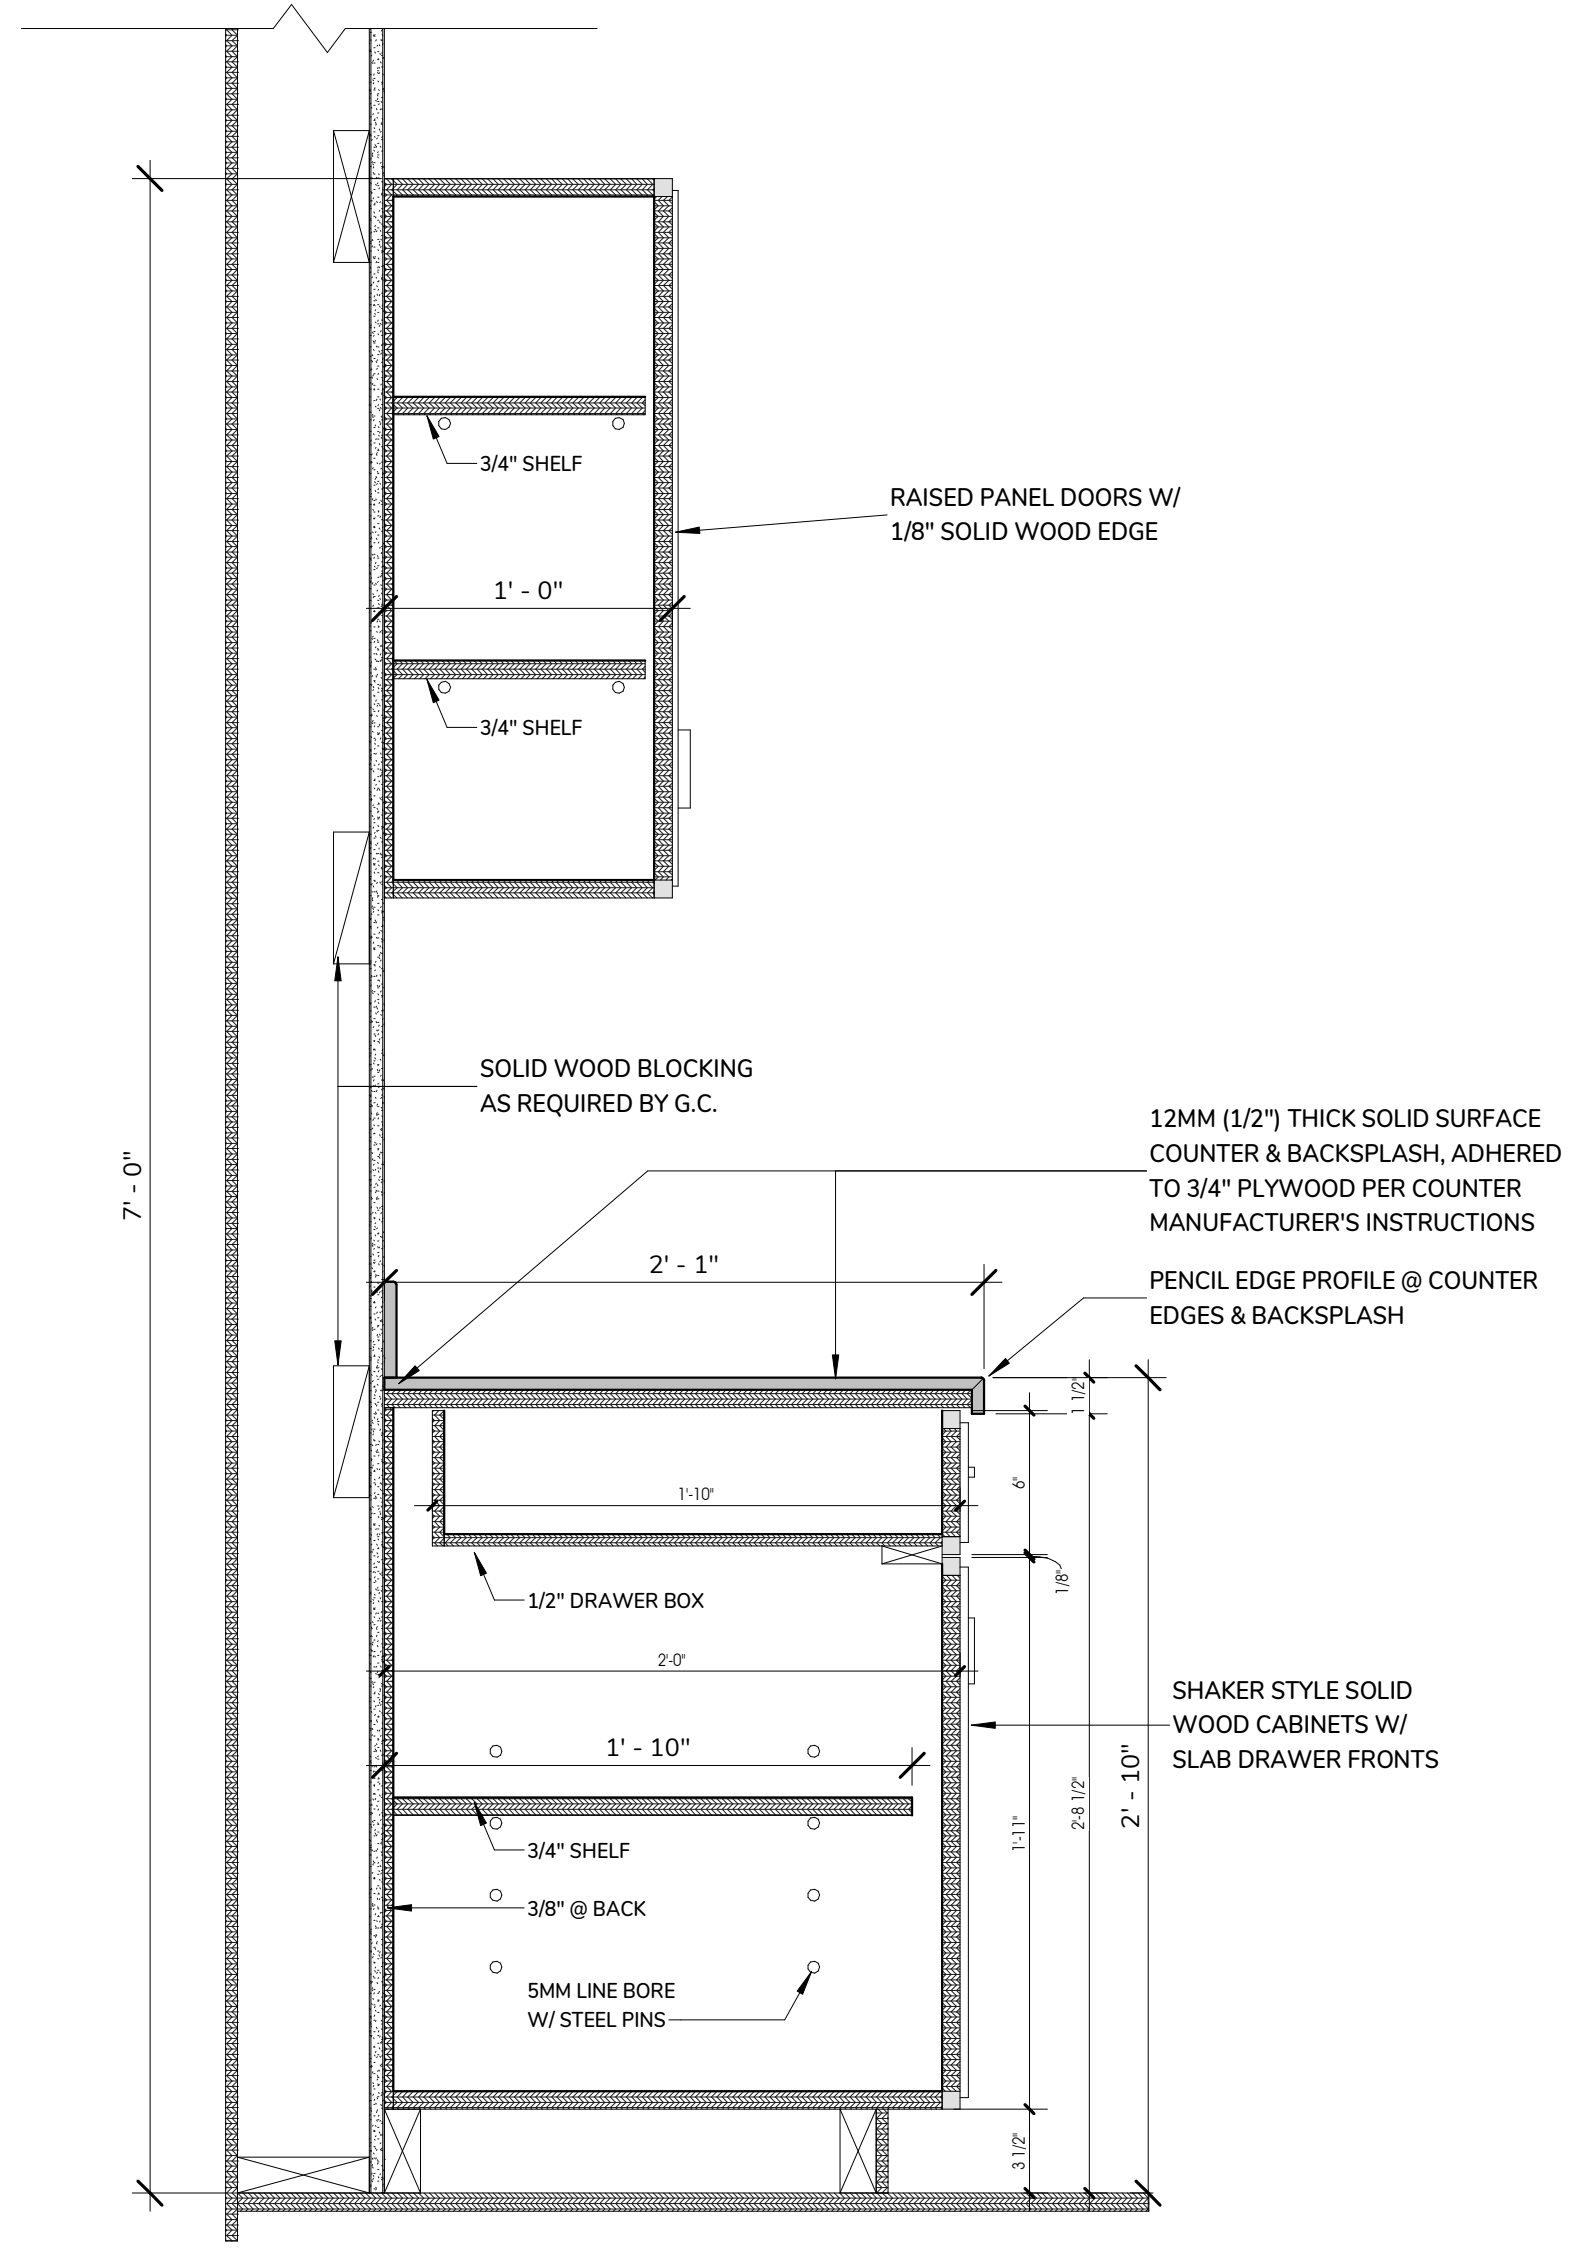 3/4" SHELF
RAISED PANEL DOORS W/
1/8" SOLID WOOD EDGE
1' - 0"
3/4" SHELF
SOLID WOOD BLOCKING
AS REQUIRED BY G.C.
7' - 0"
12MM (1/2") THICK SOLID SURFACE
COUNTER & BACKSPLASH, ADHERED
TO 3/4" PLYWOOD PER COUNTER
MANUFACTURER'S INSTRUCTIONS
2' - 1"
PENCIL EDGE PROFILE @ COUNTER
EDGES & BACKSPLASH
1 1/2"
6"
1'-10"
1/8"
1/2" DRAWER BOX
2'-0"
SHAKER STYLE SOLID
WOOD CABINETS W/
SLAB DRAWER FRONTS
1' - 10"
2' - 10"
2'-8 1/2"
1'-11"
3/4" SHELF
3/8" @ BACK
5MM LINE BORE
W/ STEEL PINS
3 1/2"